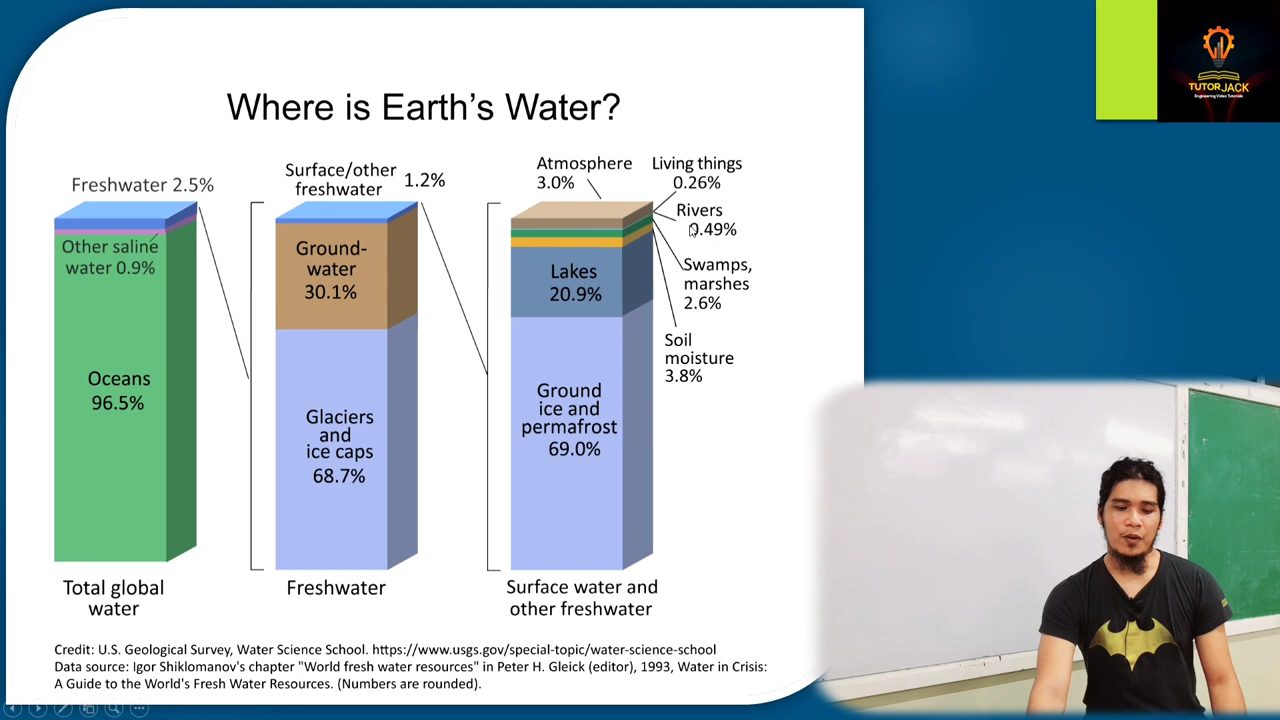 Where is Earth's Water?
Freshwater 2.5%
Other saline
water 0.9%
Oceans
96.5%
Total global
water
Surface/other
freshwater
1.2%
Ground-
water
30.1%
Glaciers
and
ice caps
68.7%
Freshwater
Atmosphere
3.0%
Living things
0.26%
Rivers
0.49%
Swamps,
marshes
2.6%
Soil
moisture
3.8%
Lakes
20.9%
Ground
ice and
permafrost
69.0%
Surface water and
other freshwater
Credit: U.S. Geological Survey, Water Science School. https://www.usgs.gov/special-topic/water-science-school
Data source: Igor Shiklomanov's chapter "World fresh water resources" in Peter H. Gleick (editor), 1993, Water in Crisis:
A Guide to the World's Fresh Water Resources. (Numbers are rounded).
TUTORJACK
Engineering Video Tutorials